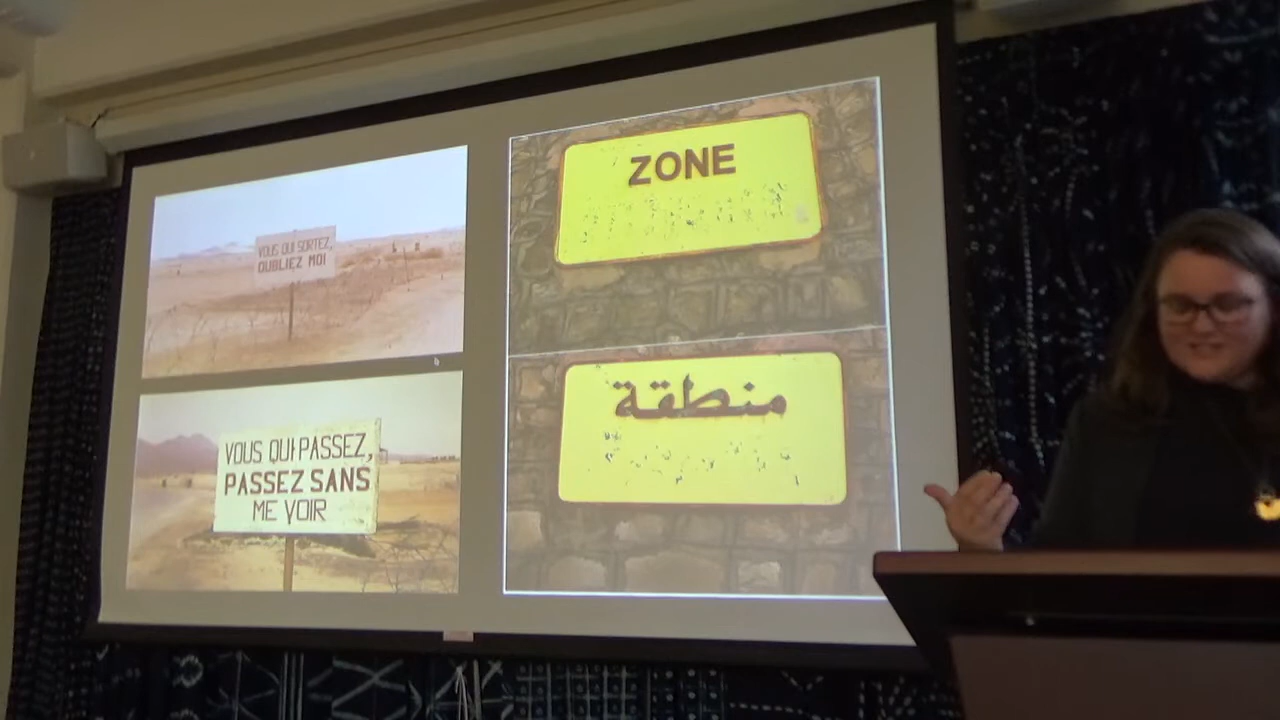 VOUS QUI SORTEZ,
OUBLIEZ MOI
VOUS QUI PASSEZ,
PASSEZ SANS
ME VOIR
ZONE
منطقة